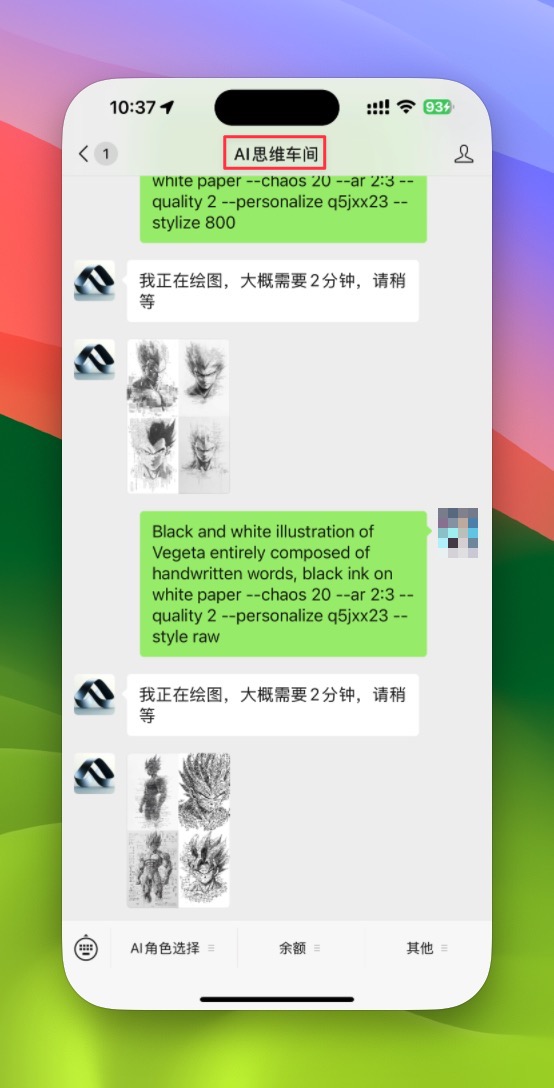 10:37
93
1
AI思维车间
white paper --chaos 20 --ar 2:3 --
quality 2 --personalize q5jxx23 --
stylize 800
我正在绘图，大概需要2分钟，请稍
等
Black and white illustration of
Vegeta entirely composed of
handwritten words, black ink on
white paper --chaos 20 --ar 2:3 --
quality 2 --personalize q5jxx23 --
style raw
我正在绘图，大概需要2分钟，请稍
等
AI角色选择
余额
其他